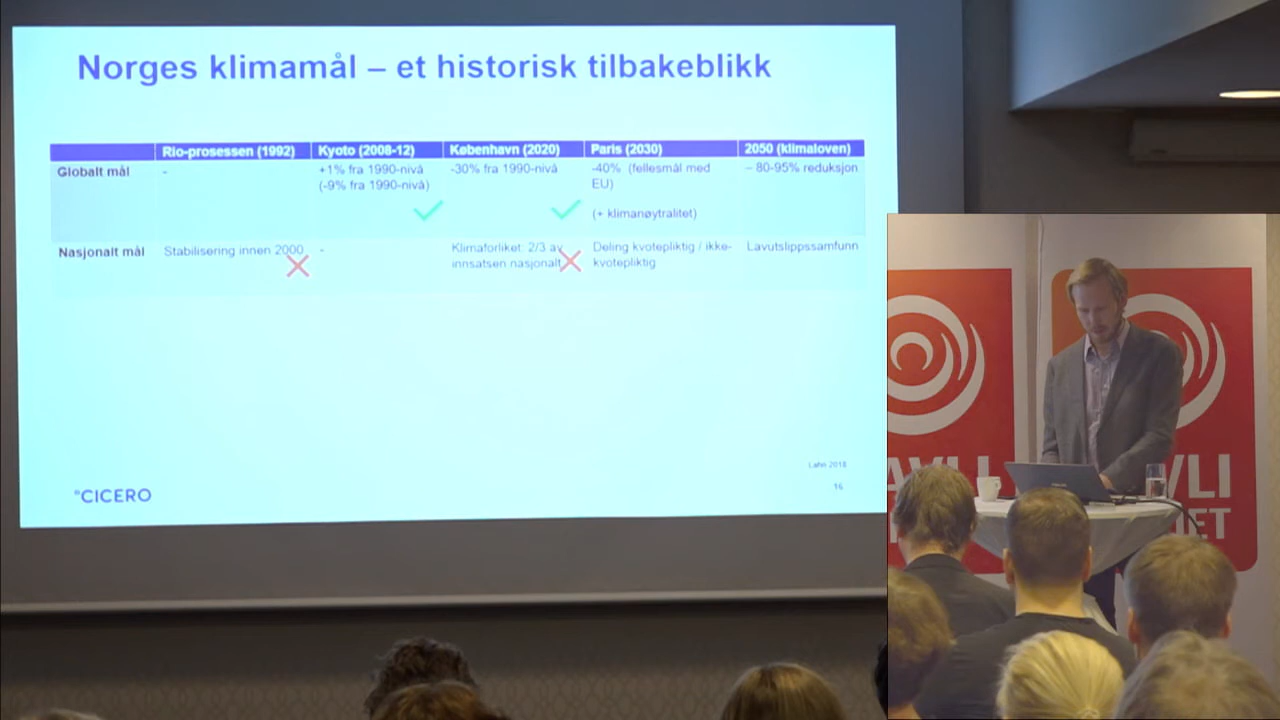 Norges klimamål – et historisk tilbakeblikk
Rio-prosessen (1992) Kyoto (2008-12) København (2020) Paris (2030) 2050 (klimaloven)
Globalt mål - +1% fra 1990-nivå -30% fra 1990-nivå -40% (fellesmål med – 80-95% reduksjon
(-9% fra 1990-nivå) EU)
(+ klimanøytralitet)
Nasjonalt mål Stabilisering innen 2000 - Klimaforliket: 2/3 av Deling kvotepliktig / ikke- Lavutslippssamfunn
innsatsen nasjonalt kvotepliktig
Lahn 2018
16
°CICERO